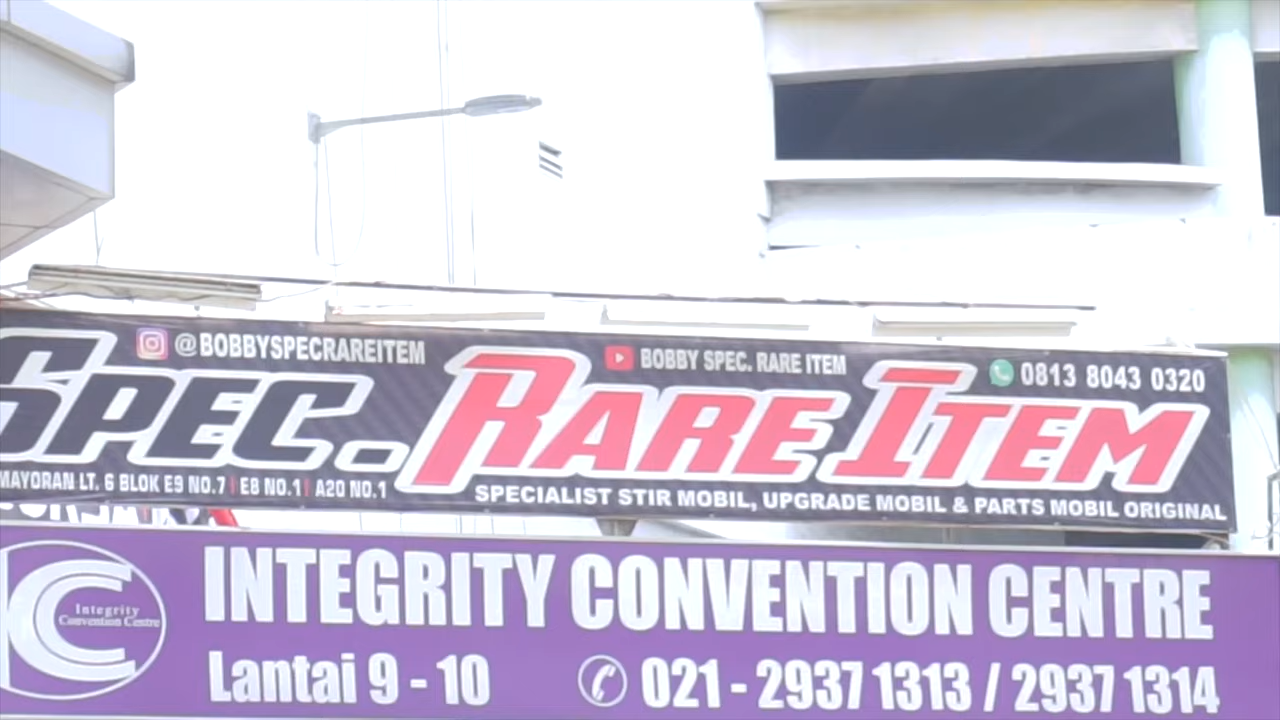 @BOBBYSPECRAREITEM
BOBBY SPEC. RARE ITEM
0813 8043 0320
SPEC. RARE ITEM
MAYORAN LT. 6 BLOK E9 NO.7 | E8 NO.1 | A20 NO.1
SPECIALIST STIR MOBIL, UPGRADE MOBIL & PARTS MOBIL ORIGINAL
Integrity
Convention Centre
INTEGRITY CONVENTION CENTRE
Lantai 9 - 10
021 - 2937 1313 / 2937 1314